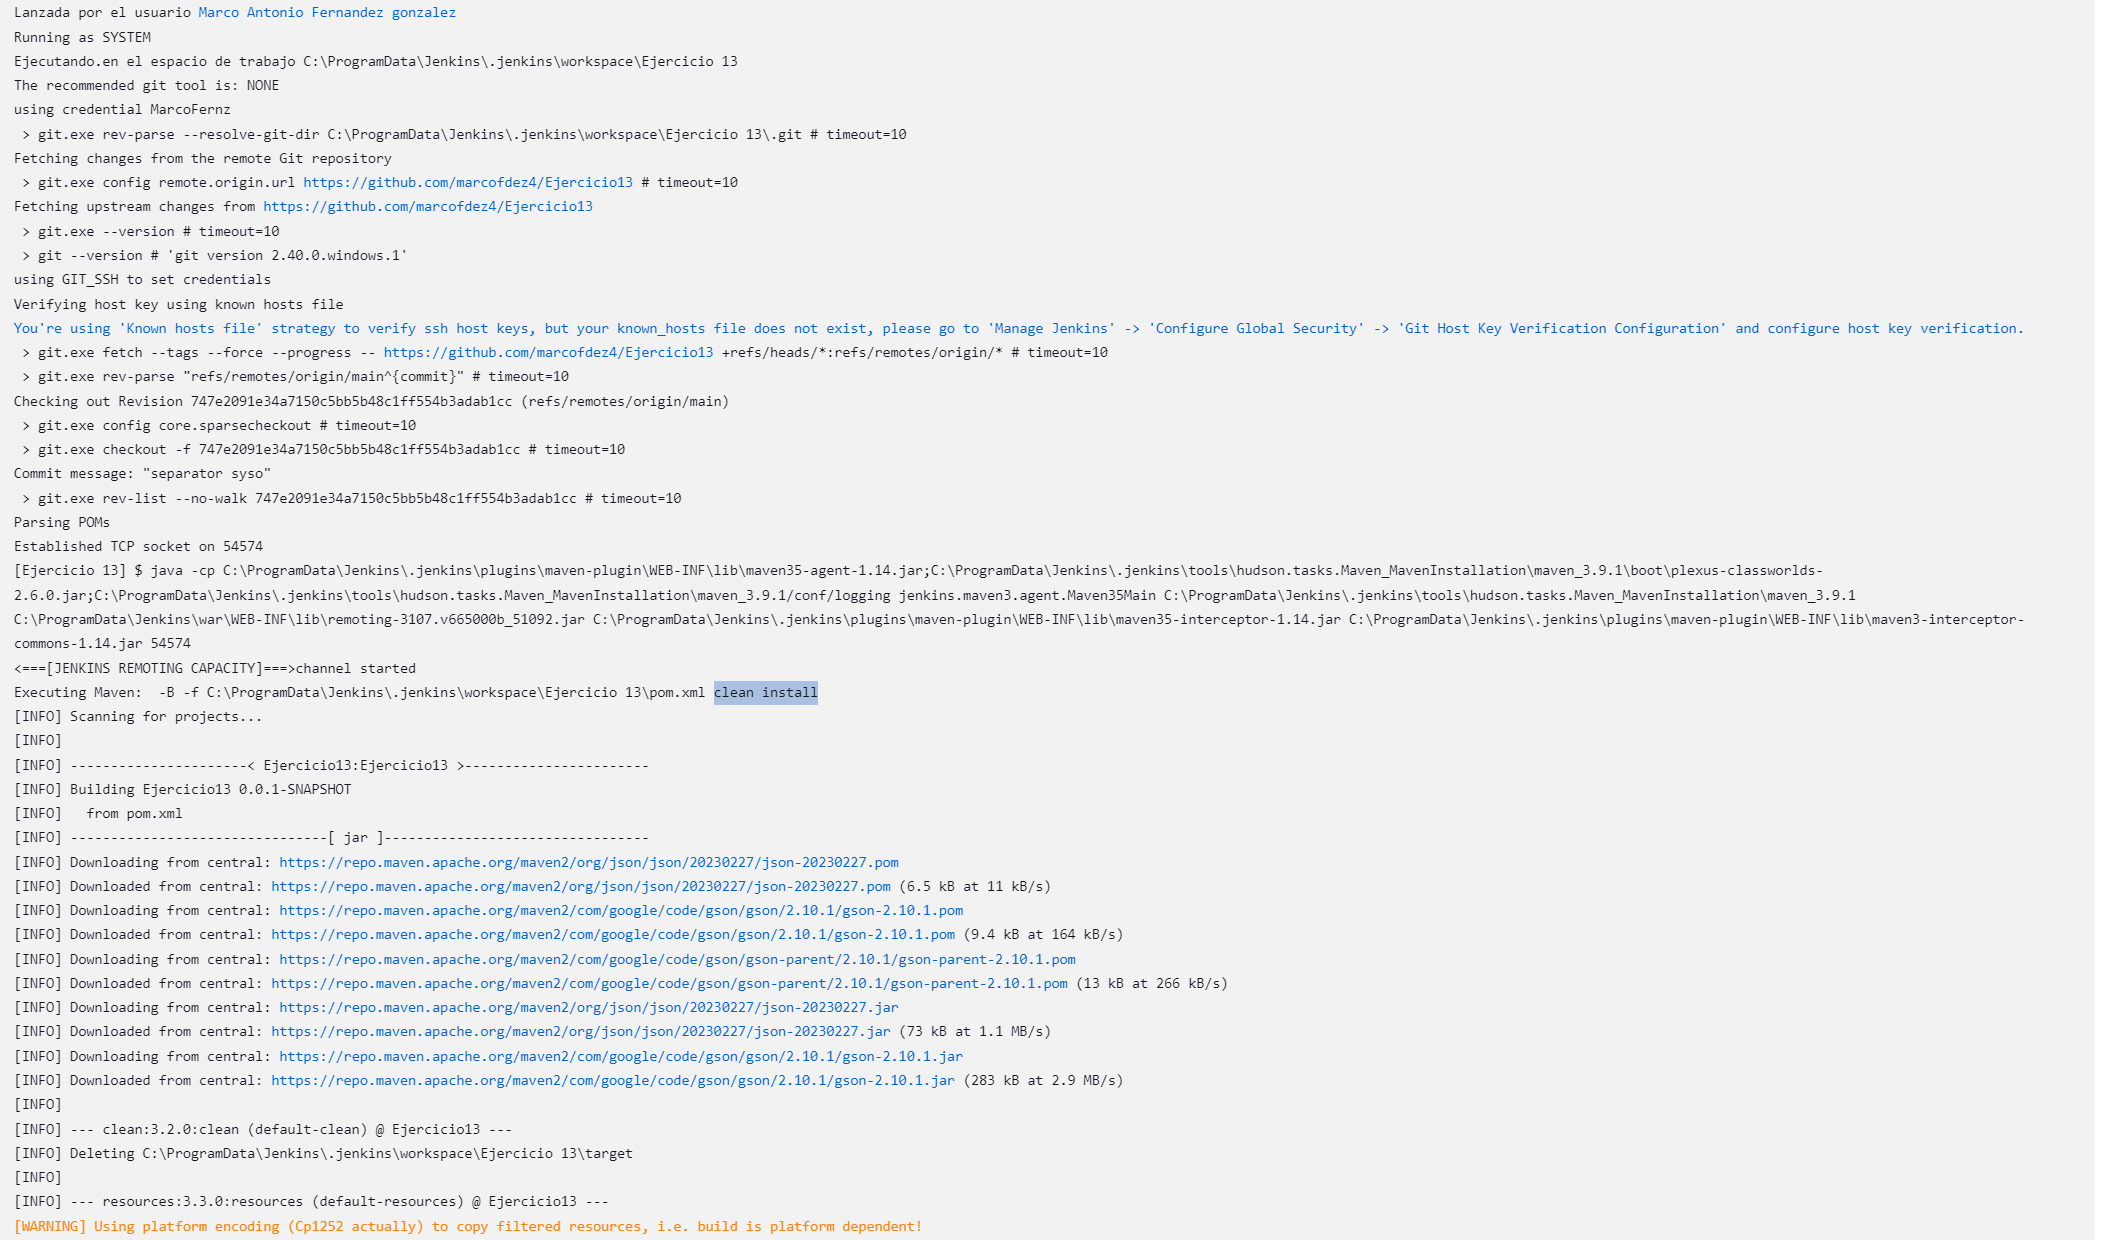 Lanzada por el usuario Marco Antonio Fernandez gonzalez
Running as SYSTEM
Ejecutando.en el espacio de trabajo C:\ProgramData\Jenkins\.jenkins\workspace\Ejercicio 13
The recommended git tool is: NONE
using credential MarcoFernz
 > git.exe rev-parse --resolve-git-dir C:\ProgramData\Jenkins\.jenkins\workspace\Ejercicio 13\.git # timeout=10
Fetching changes from the remote Git repository
 > git.exe config remote.origin.url https://github.com/marcofdez4/Ejercicio13 # timeout=10
Fetching upstream changes from https://github.com/marcofdez4/Ejercicio13
 > git.exe --version # timeout=10
 > git --version # 'git version 2.40.0.windows.1'
using GIT_SSH to set credentials
Verifying host key using known hosts file
You're using 'Known hosts file' strategy to verify ssh host keys, but your known_hosts file does not exist, please go to 'Manage Jenkins' -> 'Configure Global Security' -> 'Git Host Key Verification Configuration' and configure host key verification.
 > git.exe fetch --tags --force --progress -- https://github.com/marcofdez4/Ejercicio13 +refs/heads/*:refs/remotes/origin/* # timeout=10
 > git.exe rev-parse "refs/remotes/origin/main^{commit}" # timeout=10
Checking out Revision 747e2091e34a7150c5bb5b48c1ff554b3adab1cc (refs/remotes/origin/main)
 > git.exe config core.sparsecheckout # timeout=10
 > git.exe checkout -f 747e2091e34a7150c5bb5b48c1ff554b3adab1cc # timeout=10
Commit message: "separator syso"
 > git.exe rev-list --no-walk 747e2091e34a7150c5bb5b48c1ff554b3adab1cc # timeout=10
Parsing POMs
Established TCP socket on 54574
[Ejercicio 13] $ java -cp C:\ProgramData\Jenkins\.jenkins\plugins\maven-plugin\WEB-INF\lib\maven35-agent-1.14.jar;C:\ProgramData\Jenkins\.jenkins\tools\hudson.tasks.Maven_MavenInstallation\maven_3.9.1\boot\plexus-classworlds-
2.6.0.jar;C:\ProgramData\Jenkins\.jenkins\tools\hudson.tasks.Maven_MavenInstallation\maven_3.9.1/conf/logging jenkins.maven3.agent.Maven35Main C:\ProgramData\Jenkins\.jenkins\tools\hudson.tasks.Maven_MavenInstallation\maven_3.9.1
C:\ProgramData\Jenkins\war\WEB-INF\lib\remoting-3107.v665000b_51092.jar C:\ProgramData\Jenkins\.jenkins\plugins\maven-plugin\WEB-INF\lib\maven35-interceptor-1.14.jar C:\ProgramData\Jenkins\.jenkins\plugins\maven-plugin\WEB-INF\lib\maven3-interceptor-
commons-1.14.jar 54574
<===[JENKINS REMOTING CAPACITY]===>channel started
Executing Maven:  -B -f C:\ProgramData\Jenkins\.jenkins\workspace\Ejercicio 13\pom.xml clean install
[INFO] Scanning for projects...
[INFO]
[INFO] ----------------------< Ejercicio13:Ejercicio13 >-----------------------
[INFO] Building Ejercicio13 0.0.1-SNAPSHOT
[INFO]   from pom.xml
[INFO] --------------------------------[ jar ]---------------------------------
[INFO] Downloading from central: https://repo.maven.apache.org/maven2/org/json/json/20230227/json-20230227.pom
[INFO] Downloaded from central: https://repo.maven.apache.org/maven2/org/json/json/20230227/json-20230227.pom (6.5 kB at 11 kB/s)
[INFO] Downloading from central: https://repo.maven.apache.org/maven2/com/google/code/gson/gson/2.10.1/gson-2.10.1.pom
[INFO] Downloaded from central: https://repo.maven.apache.org/maven2/com/google/code/gson/gson/2.10.1/gson-2.10.1.pom (9.4 kB at 164 kB/s)
[INFO] Downloading from central: https://repo.maven.apache.org/maven2/com/google/code/gson/gson-parent/2.10.1/gson-parent-2.10.1.pom
[INFO] Downloaded from central: https://repo.maven.apache.org/maven2/com/google/code/gson/gson-parent/2.10.1/gson-parent-2.10.1.pom (13 kB at 266 kB/s)
[INFO] Downloading from central: https://repo.maven.apache.org/maven2/org/json/json/20230227/json-20230227.jar
[INFO] Downloaded from central: https://repo.maven.apache.org/maven2/org/json/json/20230227/json-20230227.jar (73 kB at 1.1 MB/s)
[INFO] Downloading from central: https://repo.maven.apache.org/maven2/com/google/code/gson/gson/2.10.1/gson-2.10.1.jar
[INFO] Downloaded from central: https://repo.maven.apache.org/maven2/com/google/code/gson/gson/2.10.1/gson-2.10.1.jar (283 kB at 2.9 MB/s)
[INFO]
[INFO] --- clean:3.2.0:clean (default-clean) @ Ejercicio13 ---
[INFO] Deleting C:\ProgramData\Jenkins\.jenkins\workspace\Ejercicio 13\target
[INFO]
[INFO] --- resources:3.3.0:resources (default-resources) @ Ejercicio13 ---
[WARNING] Using platform encoding (Cp1252 actually) to copy filtered resources, i.e. build is platform dependent!